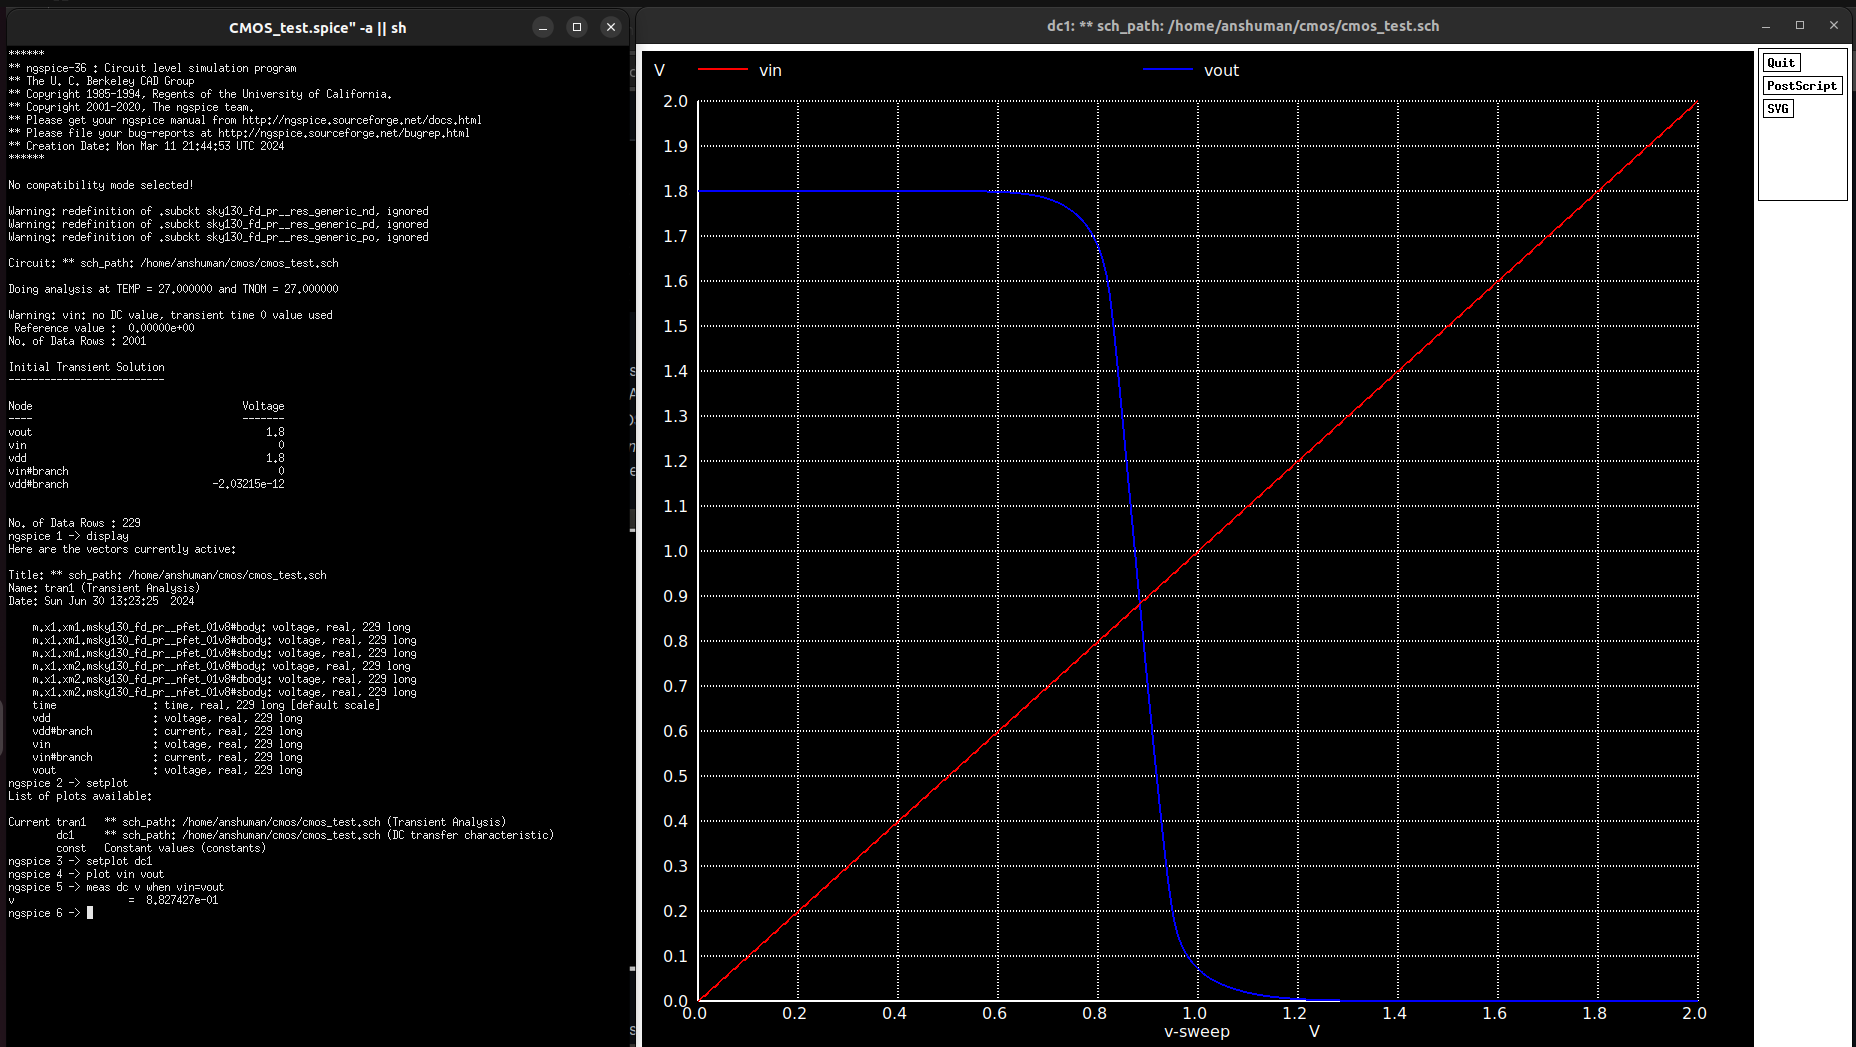 CMOS_test.spice" -a || sh
******
** ngspice-36 : Circuit level simulation program
** The U. C. Berkeley CAD Group
** Copyright 1985-1994, Regents of the University of California.
** Copyright 2001-2020, The ngspice team.
** Please get your ngspice manual from http://ngspice.sourceforge.net/docs.html
** Please file your bug-reports at http://ngspice.sourceforge.net/bugrep.html
** Creation Date: Mon Mar 11 21:44:53 UTC 2024
******
No compatibility mode selected!
Warning: redefinition of .subckt sky130_fd_pr__res_generic_nd, ignored
Warning: redefinition of .subckt sky130_fd_pr__res_generic_pd, ignored
Warning: redefinition of .subckt sky130_fd_pr__res_generic_po, ignored
Circuit: ** sch_path: /home/anshuman/cmos/cmos_test.sch
Doing analysis at TEMP = 27.000000 and TNOM = 27.000000
Warning: vin: no DC value, transient time 0 value used
Reference value :  0.00000e+00
No. of Data Rows : 2001
Initial Transient Solution
--------------------------
Node                                   Voltage
----                                   -------
vout                                       1.8
vin                                          0
vdd                                        1.8
vin#branch                                   0
vdd#branch                        -2.03215e-12
No. of Data Rows : 229
ngspice 1 -> display
Here are the vectors currently active:
Title: ** sch_path: /home/anshuman/cmos/cmos_test.sch
Name: tran1 (Transient Analysis)
Date: Sun Jun 30 13:23:25  2024
m.x1.xm1.msky130_fd_pr__pfet_01v8#body: voltage, real, 229 long
m.x1.xm1.msky130_fd_pr__pfet_01v8#dbody: voltage, real, 229 long
m.x1.xm1.msky130_fd_pr__pfet_01v8#sbody: voltage, real, 229 long
m.x1.xm2.msky130_fd_pr__nfet_01v8#body: voltage, real, 229 long
m.x1.xm2.msky130_fd_pr__nfet_01v8#dbody: voltage, real, 229 long
m.x1.xm2.msky130_fd_pr__nfet_01v8#sbody: voltage, real, 229 long
time                : time, real, 229 long [default scale]
vdd                 : voltage, real, 229 long
vdd#branch          : current, real, 229 long
vin                 : voltage, real, 229 long
vin#branch          : current, real, 229 long
vout                : voltage, real, 229 long
ngspice 2 -> setplot
List of plots available:
Current tran1   ** sch_path: /home/anshuman/cmos/cmos_test.sch (Transient Analysis)
dc1     ** sch_path: /home/anshuman/cmos/cmos_test.sch (DC transfer characteristic)
const   Constant values (constants)
ngspice 3 -> setplot dc1
ngspice 4 -> plot vin vout
ngspice 5 -> meas dc v when vin=vout
v                   =  8.827427e-01
ngspice 6 ->
dc1: ** sch_path: /home/anshuman/cmos/cmos_test.sch
V vin vout
2.0
1.9
1.8
1.7
1.6
1.5
1.4
1.3
1.2
1.1
1.0
0.9
0.8
0.7
0.6
0.5
0.4
0.3
0.2
0.1
0.0
0.0 0.2 0.4 0.6 0.8 1.0 1.2 1.4 1.6 1.8 2.0
v-sweep V
Quit
PostScript
SVG